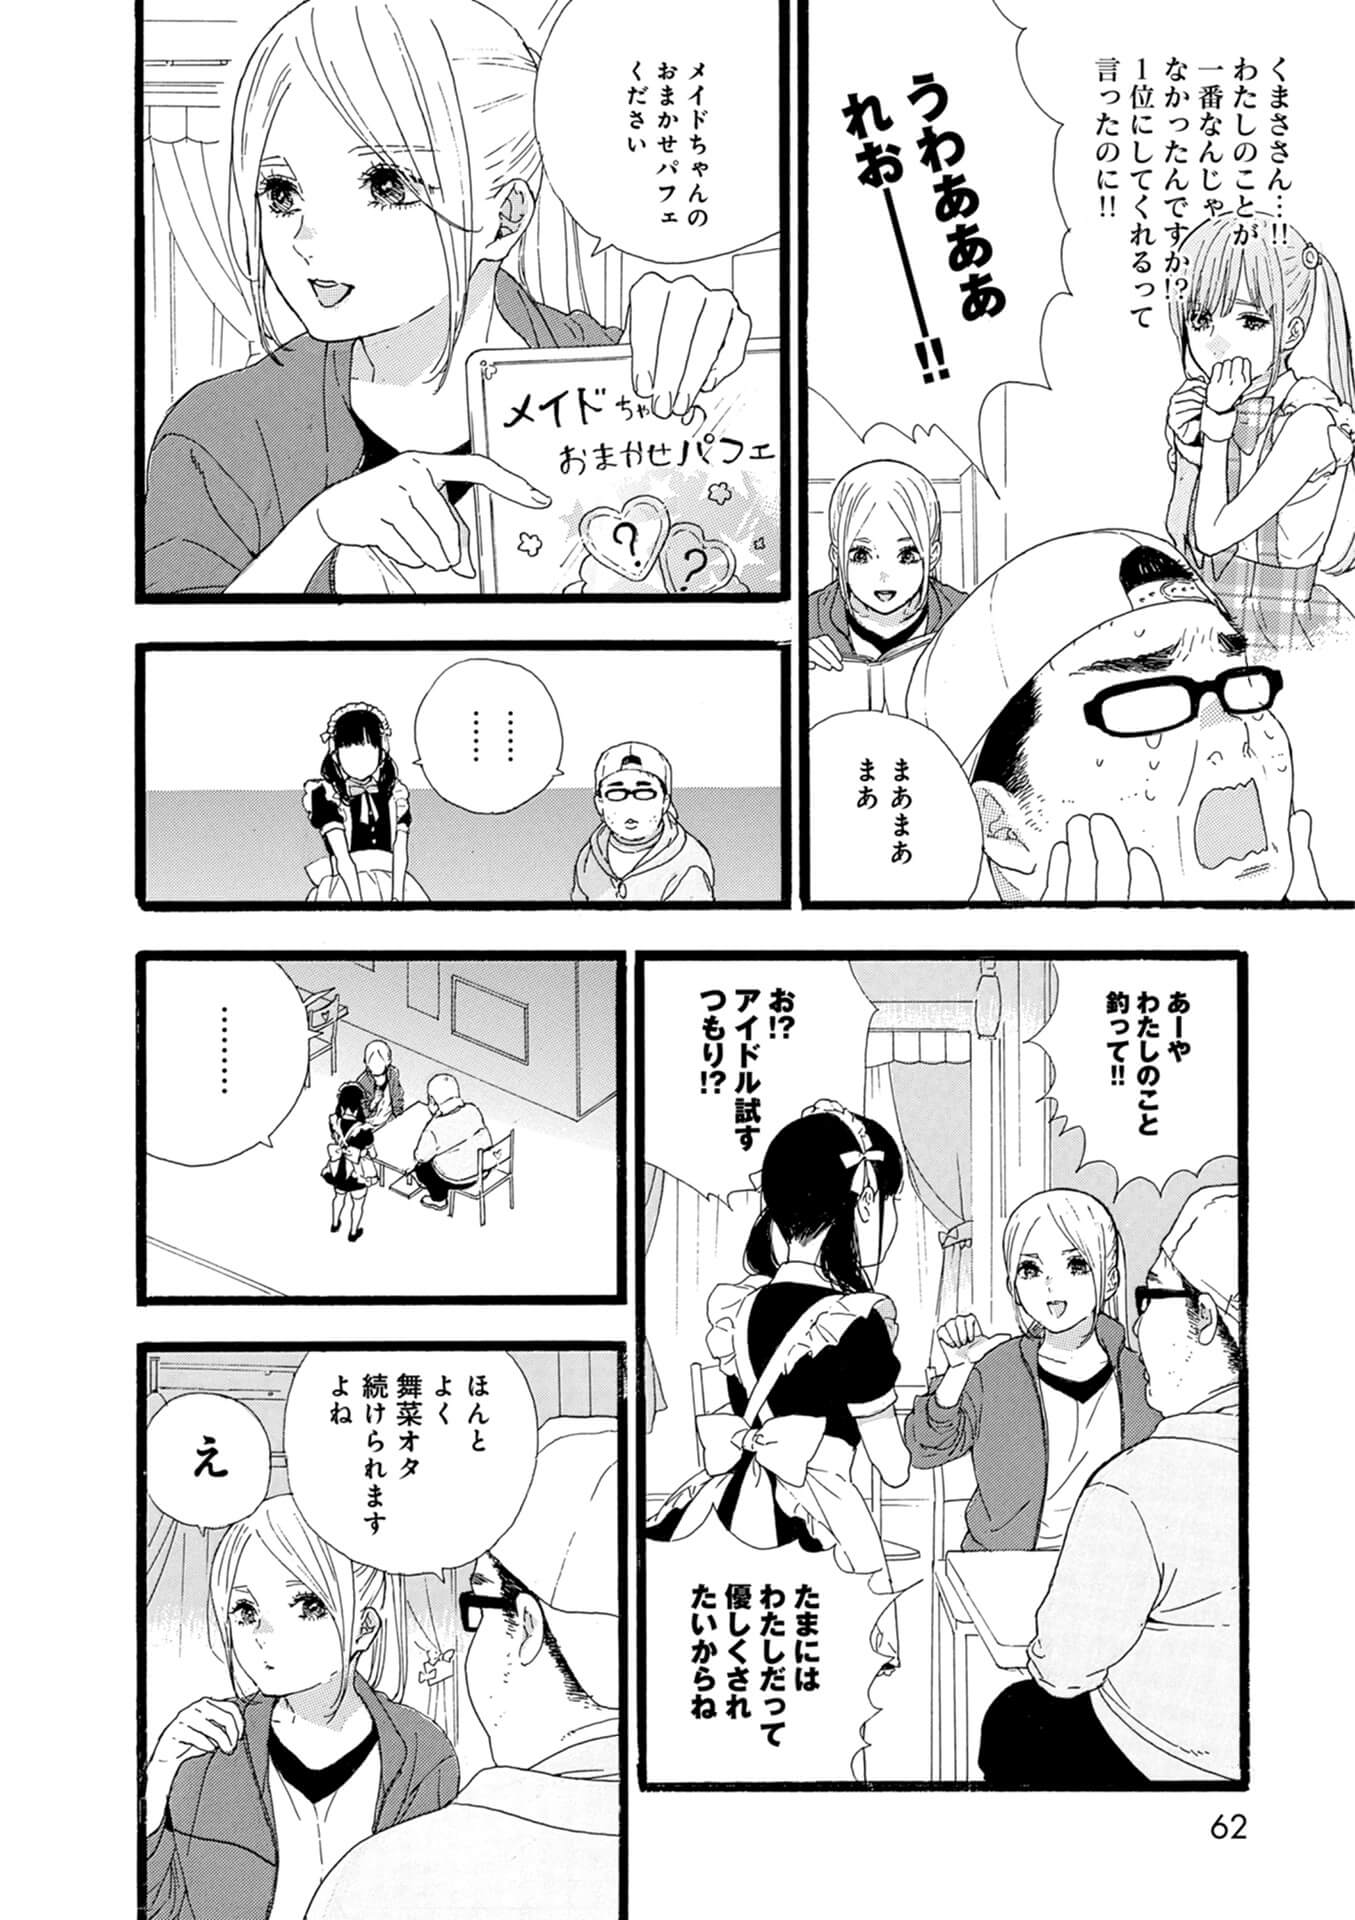 くまささん…!!
わたしのことが
一番なんじゃ
なかったんですか!?
1位にしてくれるって
言ったのに!!
うわあああ
れおーーー!!
まあまあ
まあ
メイドちゃんの
おまかせパフェ
ください
メイドちゃんの
おまかせパフェ
?
?
……
……
あーや
わたしのこと
釣って!!
お!?
アイドル試す
つもり!?
たまには
わたしだって
優しくされ
たいからね
………
ほんと
よく
舞菜オタ
続けられます
よね
え
62